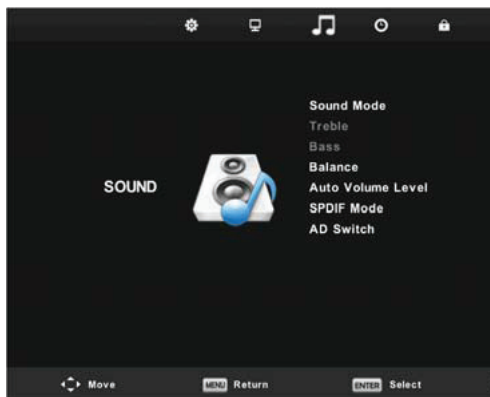 Sound Mode
Treble
Bass
Balance
SOUND
Auto Volume Level
SPDIF Mode
AD Switch
Move
MENU Return
ENTER Select